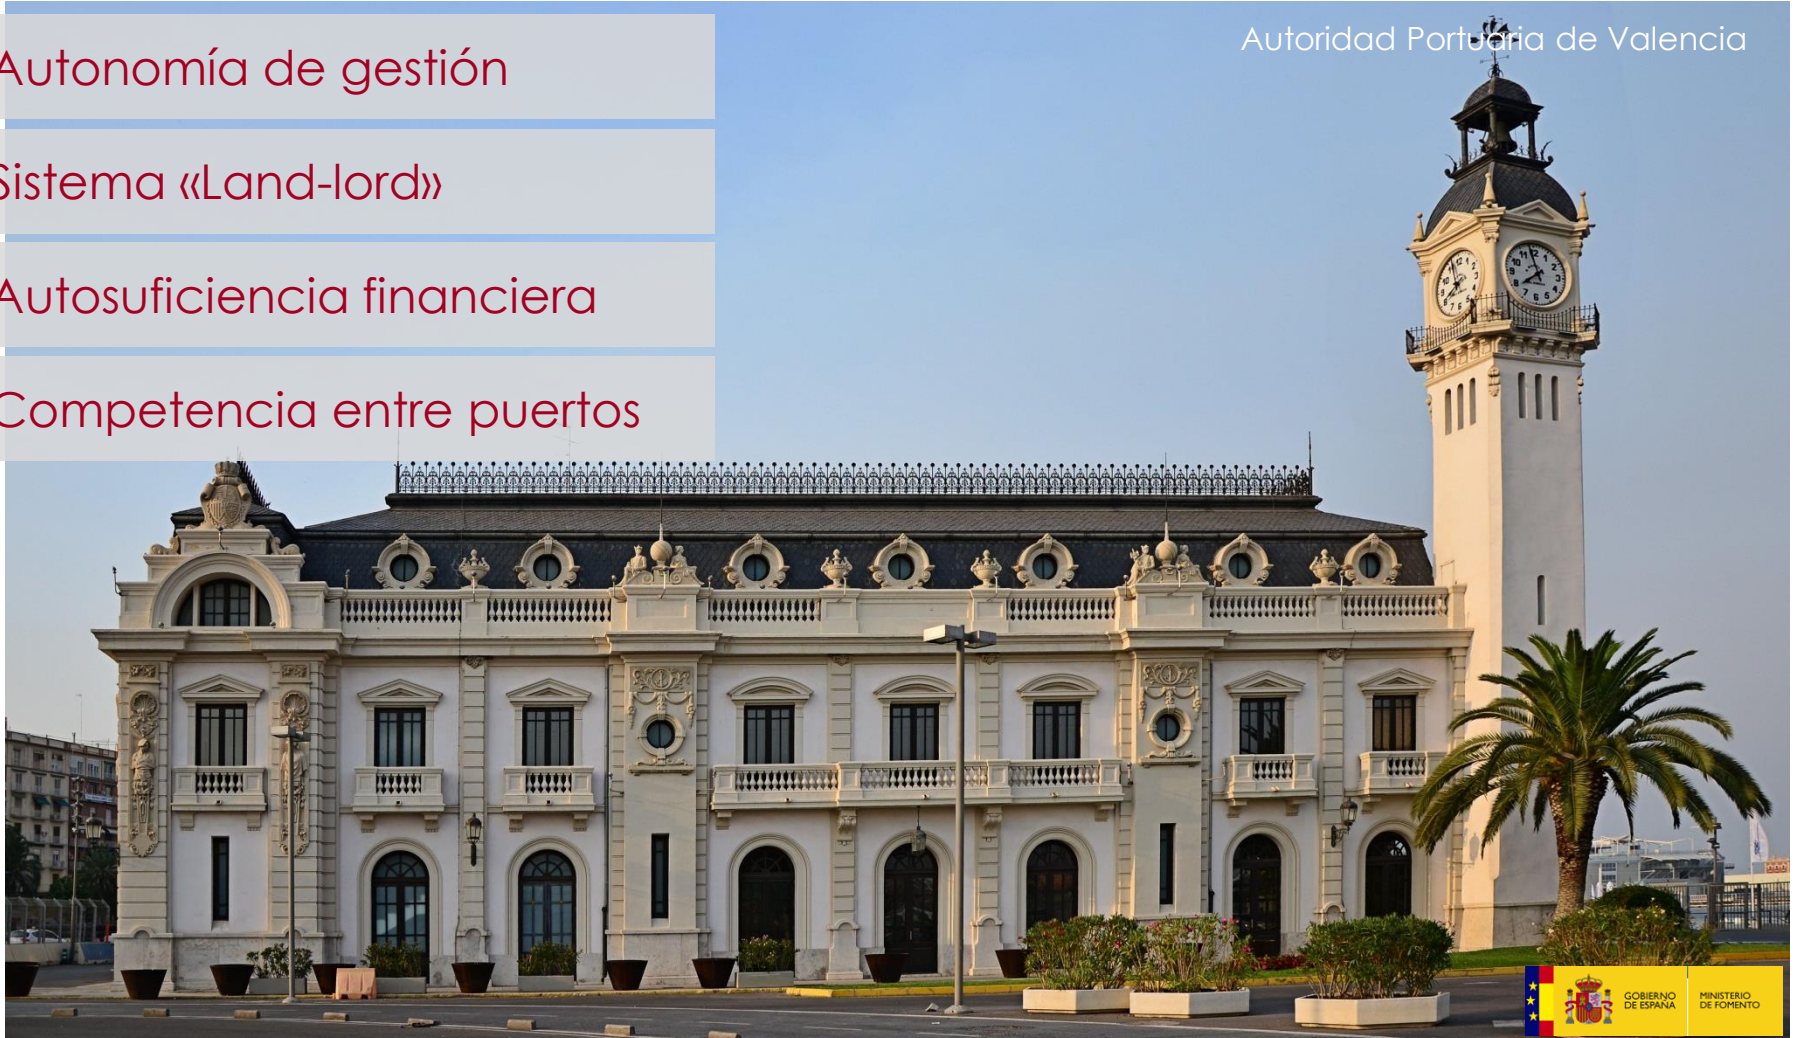 Autonomía de gestión
Sistema «Land-lord»
Autosuficiencia financiera
Competencia entre puertos
Autoridad Portuaria de Valencia
GOBIERNO
DE ESPAÑA
MINISTERIO
DE FOMENTO